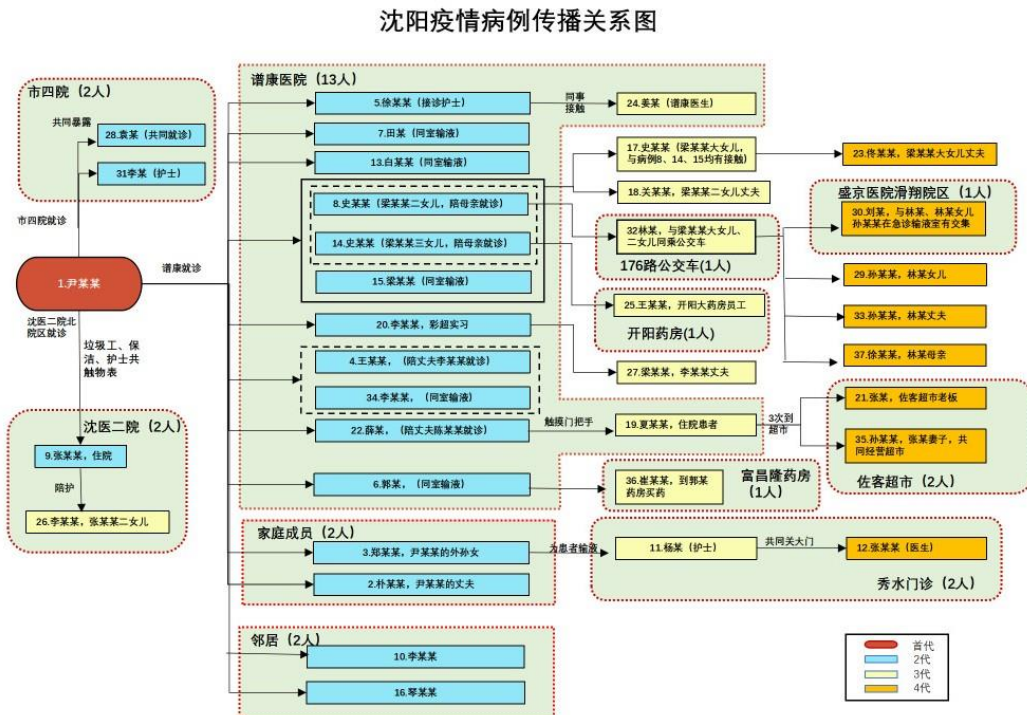 沈阳疫情病例传播关系图
市四院（2人）
共同暴露
28.袁某（共同就诊）
31李某（护士）
市四院就诊
1.尹某某
谱康就诊
沈医二院北
院区就诊
垃圾工、保
洁、护士共
触物表
沈医二院（2人）
9.张某某，住院
陪护
26.李某某，张某某二女儿
谱康医院（13人）
5.徐某某（接诊护士）
同事
接触
24.姜某（谱康医生）
7.田某（同室输液）
13.白某某（同室输液）
17.史某某（梁某某大女儿，
与病例8、14、15均有接触）
23.佟某某，梁某某大女儿丈夫
18.关某某，梁某某二女儿丈夫
8.史某某（梁某某二女儿，陪母亲就诊）
14.史某某（梁某某三女儿，陪母亲就诊）
15.梁某某（同室输液）
32林某，与梁某某大女儿、
二女儿同乘公交车
176路公交车(1人)
盛京医院滑翔院区（1人）
30.刘某，与林某、林某女儿
孙某某在急诊输液室有交集
29.孙某某，林某女儿
33.孙某某，林某丈夫
37.徐某某，林某母亲
25.王某某，开阳大药房员工
开阳药房(1人)
20.李某某，彩超实习
27.梁某某，李某某丈夫
4.王某某，（陪丈夫李某某就诊）
34.李某某，（同室输液）
22.薛某，（陪丈夫陈某某就诊）
触摸门把手
19.夏某某，住院患者
3次到
超市
21.张某，佐客超市老板
35.孙某某，张某妻子，共
同经营超市
佐客超市（2人）
6.郭某，（同室输液）
36.崔某某，到郭某
药房买药
富昌隆药房
（1人）
家庭成员（2人）
3.郑某某，尹某某的外孙女
为患者输液
11.杨某（护士）
共同关大门
12.张某某（医生）
秀水门诊（2人）
2.朴某某，尹某某的丈夫
邻居（2人）
10.李某某
16.琴某某
首代
2代
3代
4代